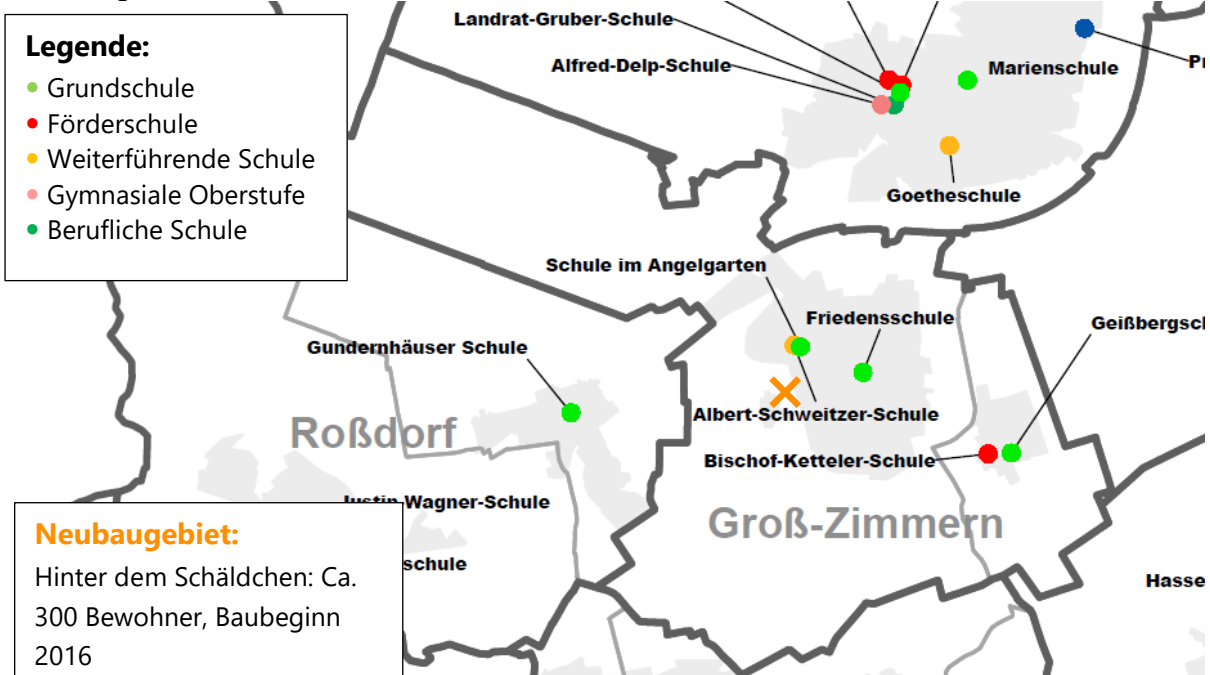 Legende:
Grundschule
Förderschule
Weiterführende Schule
Gymnasiale Oberstufe
Berufliche Schule
Landrat-Gruber-Schule
Alfred-Delp-Schule
Marienschule
Goetheschule
Schule im Angelgarten
Friedensschule
Gundernhäuser Schule
Roßdorf
Albert-Schweitzer-Schule
Bischof-Ketteler-Schule
Groß-Zimmern
Wagner-Schule
schule
Hasse
Neubaugebiet:
Hinter dem Schäldchen: Ca.
300 Bewohner, Baubeginn
2016